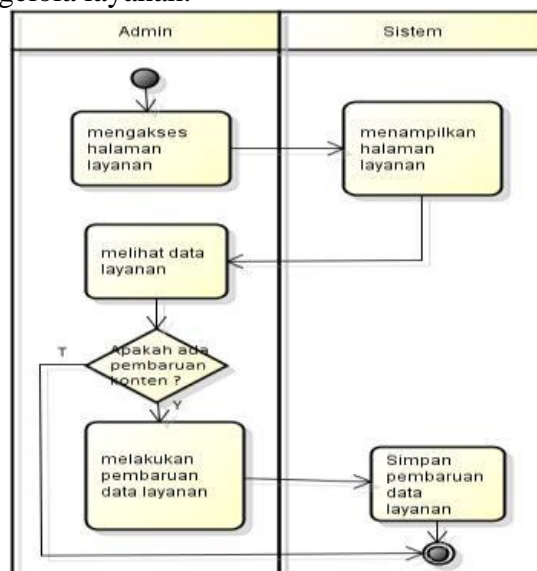 layanan.
Admin
Sistem
mengakses
halaman
layanan
menampilkan
halaman
layanan
melihat data
layanan
T
Apakah ada
pembaruan
konten ?
Y
melakukan
pembaruan
data layanan
Simpan
pembaruan
data
layanan